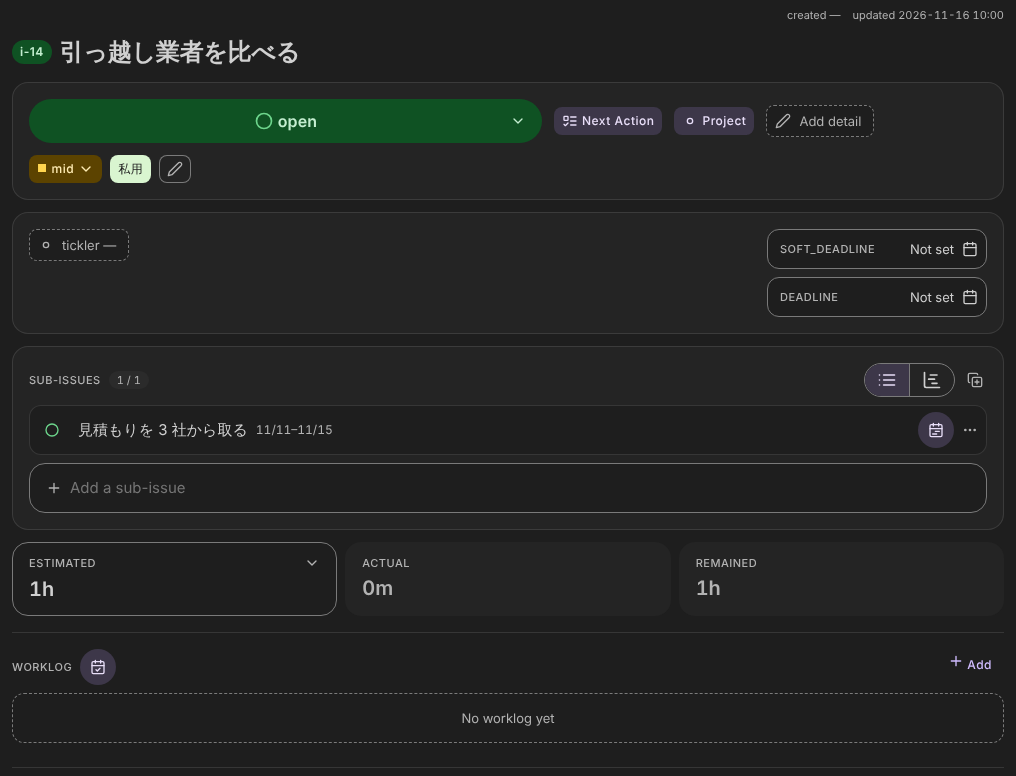 created — updated 2026-11-16 10:00
i-14 引っ越し業者を比べる
open Next Action Project Add detail
mid 私用
tickler —
SOFT_DEADLINE Not set
DEADLINE Not set
SUB-ISSUES 1 / 1
見積もりを 3 社から取る 11/11–11/15
Add a sub-issue
ESTIMATED ACTUAL REMAINED
1h 0m 1h
WORKLOG + Add
No worklog yet